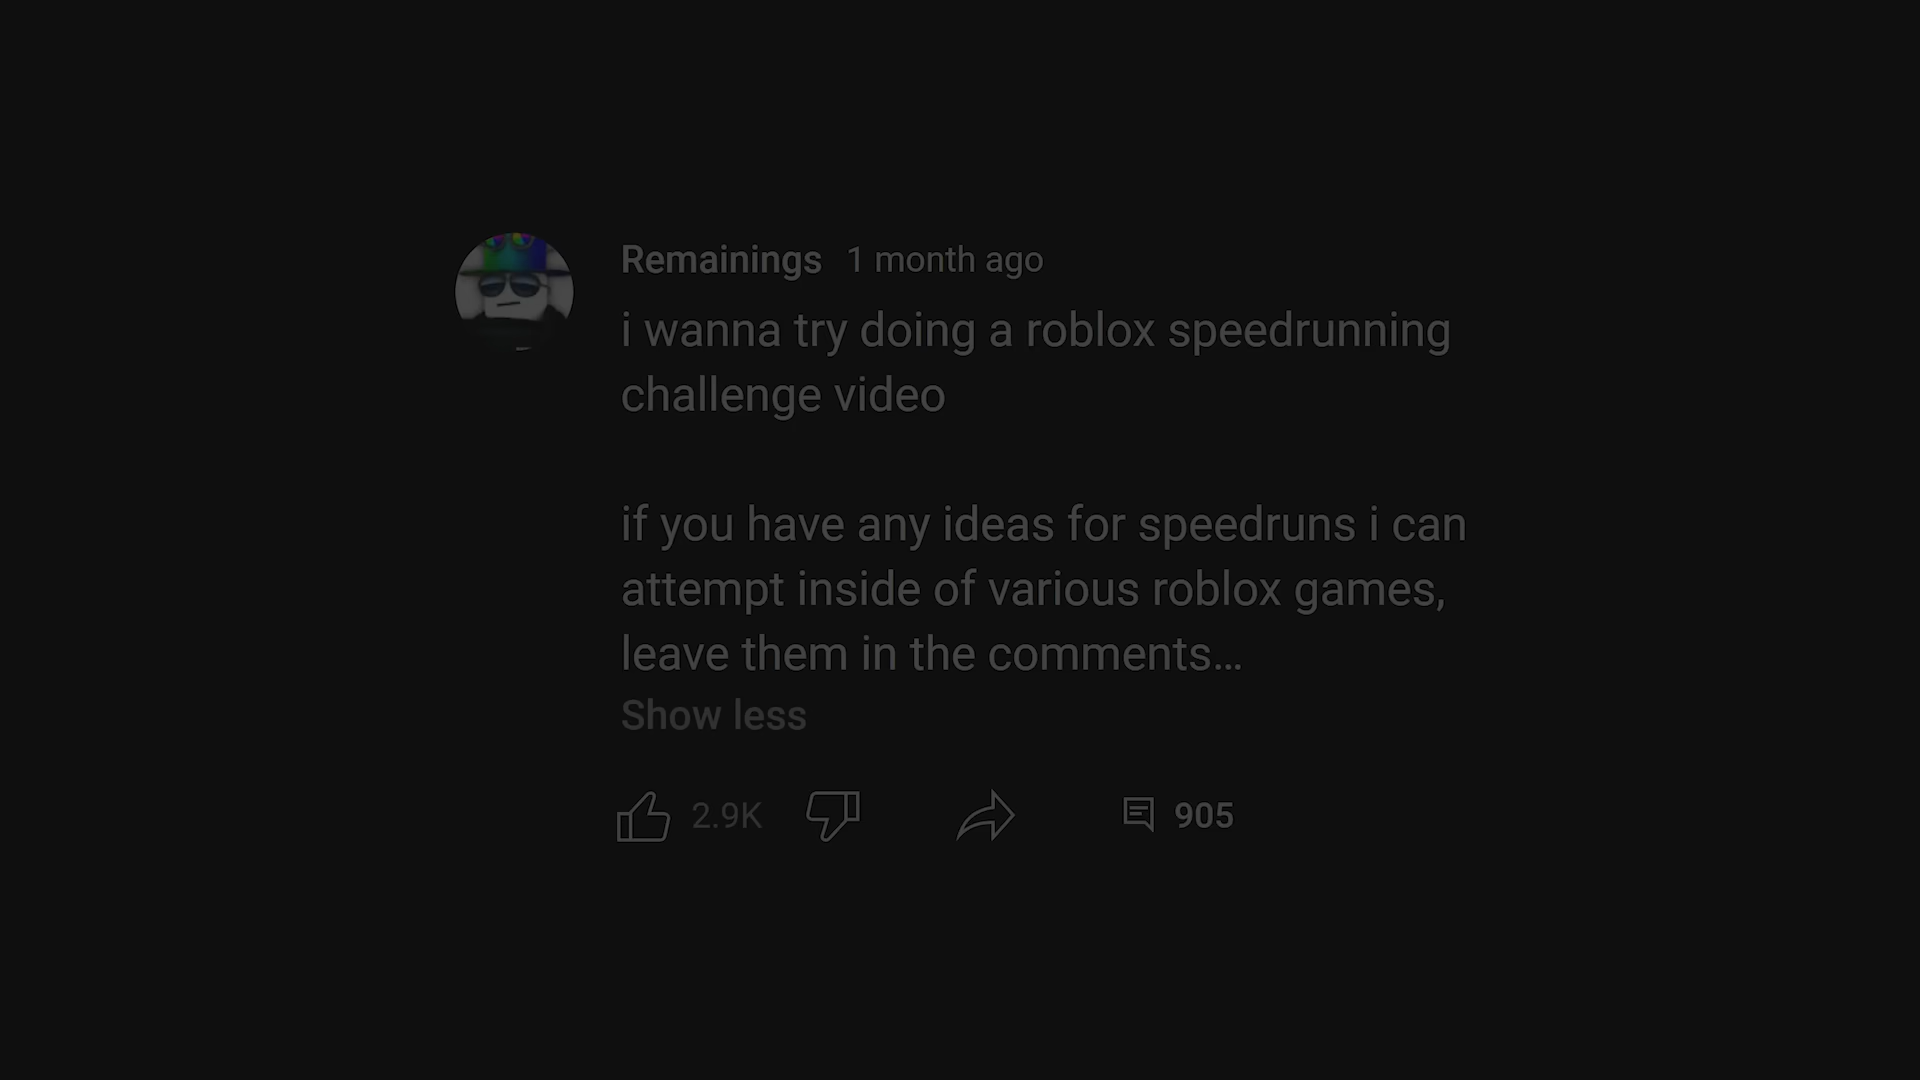 Remainings 1 month ago
i wanna try doing a roblox speedrunning
challenge video
if you have any ideas for speedruns i can
attempt inside of various roblox games,
leave them in the comments…
Show less
2.9K 905